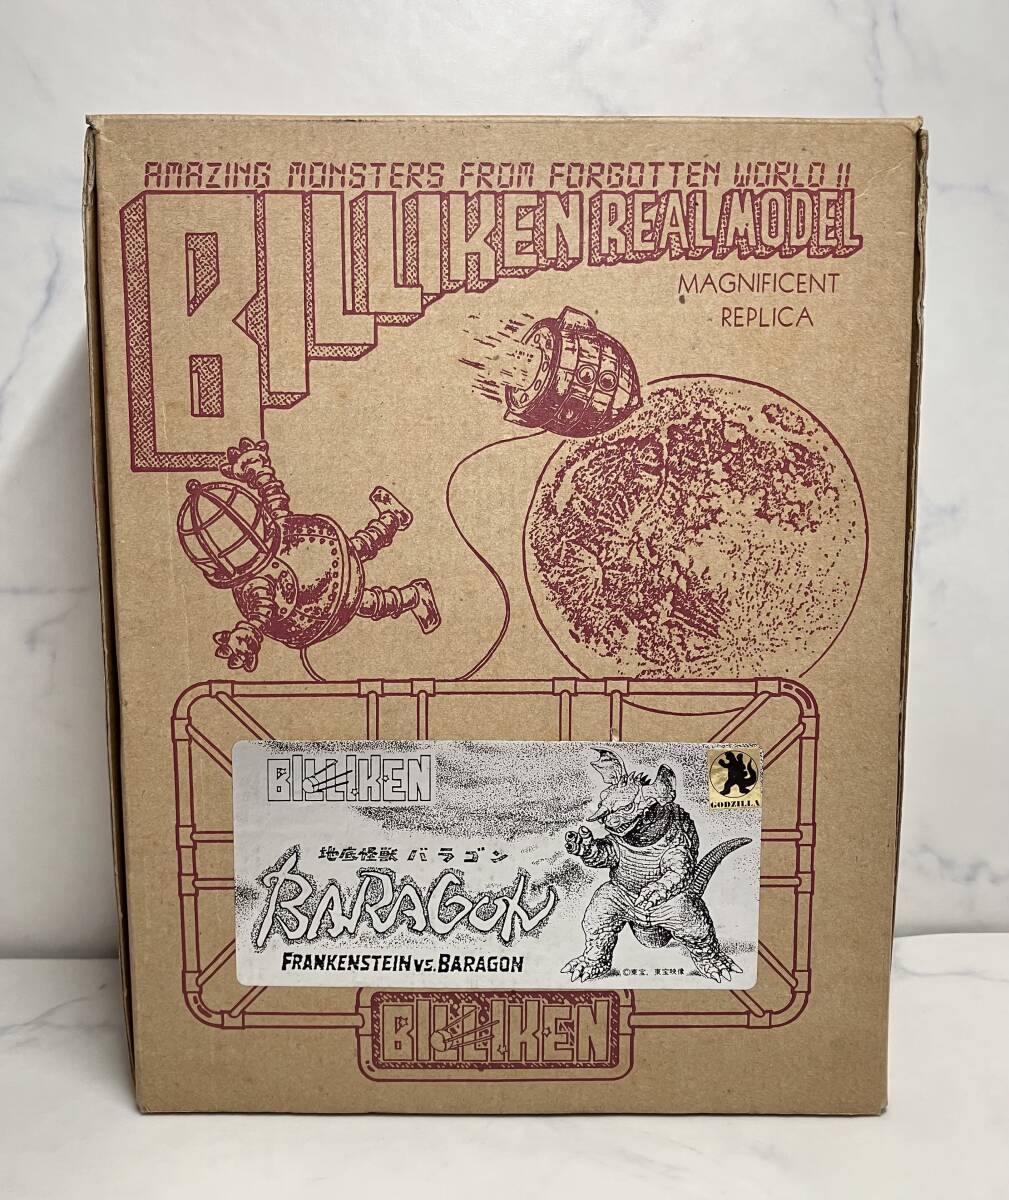 AMAZING MONSTERS FROM FORGOTTEN WORLD !!
BILLIKEN REAL MODEL
MAGNIFICENT
REPLICA
BILLIKEN
GODZILLA
地底怪獣 バラゴン
BARAGON
FRANKENSTEIN VS. BARAGON
©東宝、東宝映像
BILLIKEN